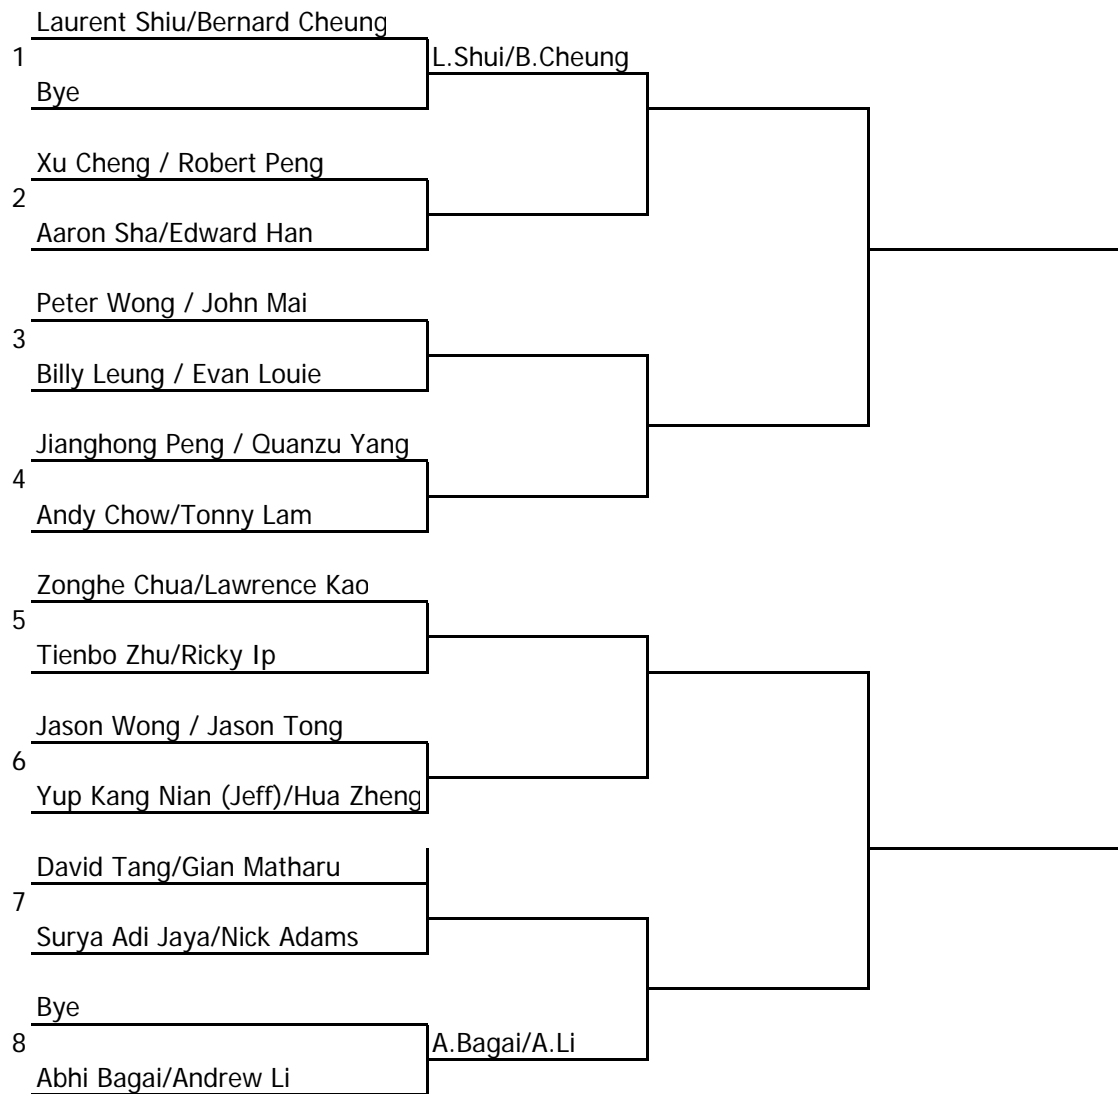 Laurent Shiu/Bernard Cheung
1
L.Shui/B.Cheung
Bye
Xu Cheng / Robert Peng
2
Aaron Sha/Edward Han
Peter Wong / John Mai
3
Billy Leung / Evan Louie
Jianghong Peng / Quanzu Yang
4
Andy Chow/Tonny Lam
Zonghe Chua/Lawrence Kao
5
Tienbo Zhu/Ricky Ip
Jason Wong / Jason Tong
6
Yup Kang Nian (Jeff)/Hua Zheng
David Tang/Gian Matharu
7
Surya Adi Jaya/Nick Adams
Bye
8
A.Bagai/A.Li
Abhi Bagai/Andrew Li